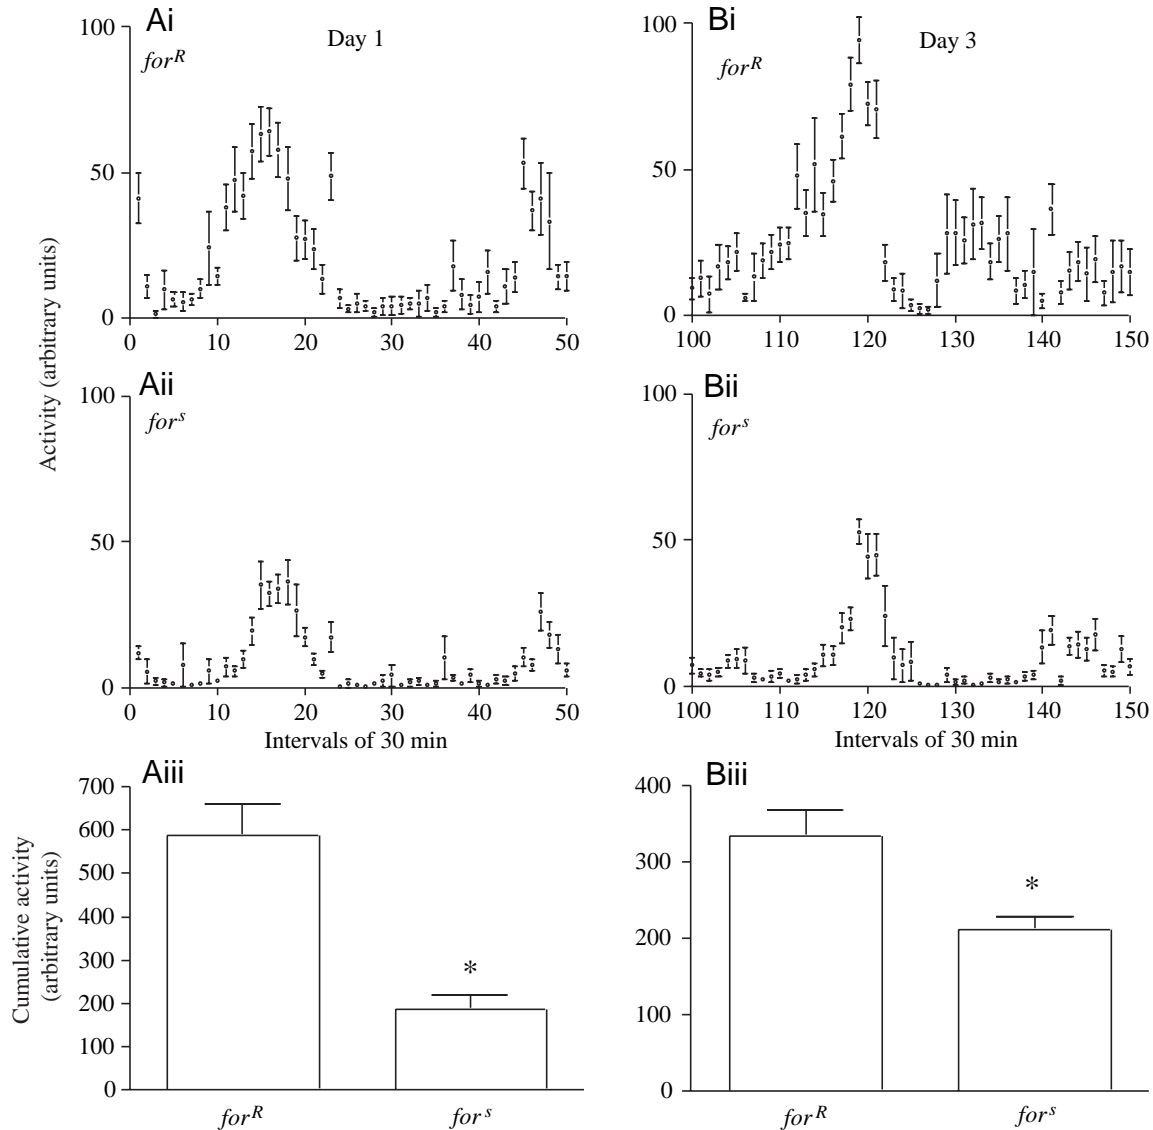 Ai
Day 1
for^R
100
50
0
0 10 20 30 40 50
Bi
Day 3
for^R
100
50
0
100 110 120 130 140 150
Activity (arbitrary units)
Aii
for^s
100
50
0
0 10 20 30 40 50
Intervals of 30 min
Bii
for^s
100
50
0
100 110 120 130 140 150
Intervals of 30 min
Aiii
700
600
500
400
300
200
100
0
*
for^R for^s
Cumulative activity
(arbitrary units)
Biii
400
300
200
100
0
*
for^R for^s